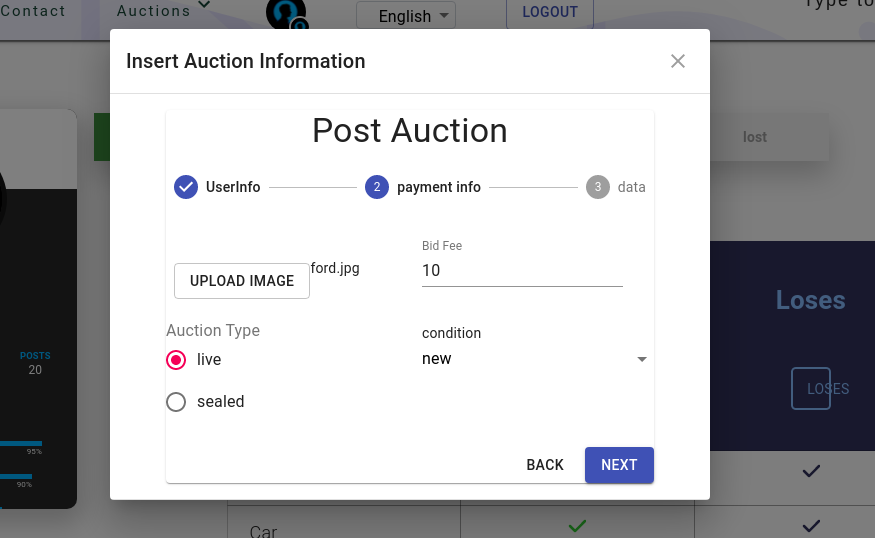 Contact
Auctions
English
LOGOUT
Type to
Insert Auction Information
Post Auction
UserInfo
2
payment info
3
data
lost
UPLOAD IMAGE
ford.jpg
Bid Fee
10
Auction Type
live
sealed
condition
new
BACK
NEXT
POSTS
20
95%
90%
Loses
LOSES
Car